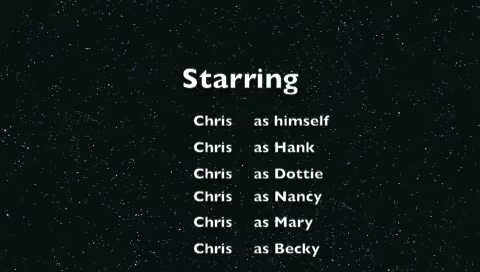 Starring
Chris as himself
Chris as Hank
Chris as Dottie
Chris as Nancy
Chris as Mary
Chris as Becky